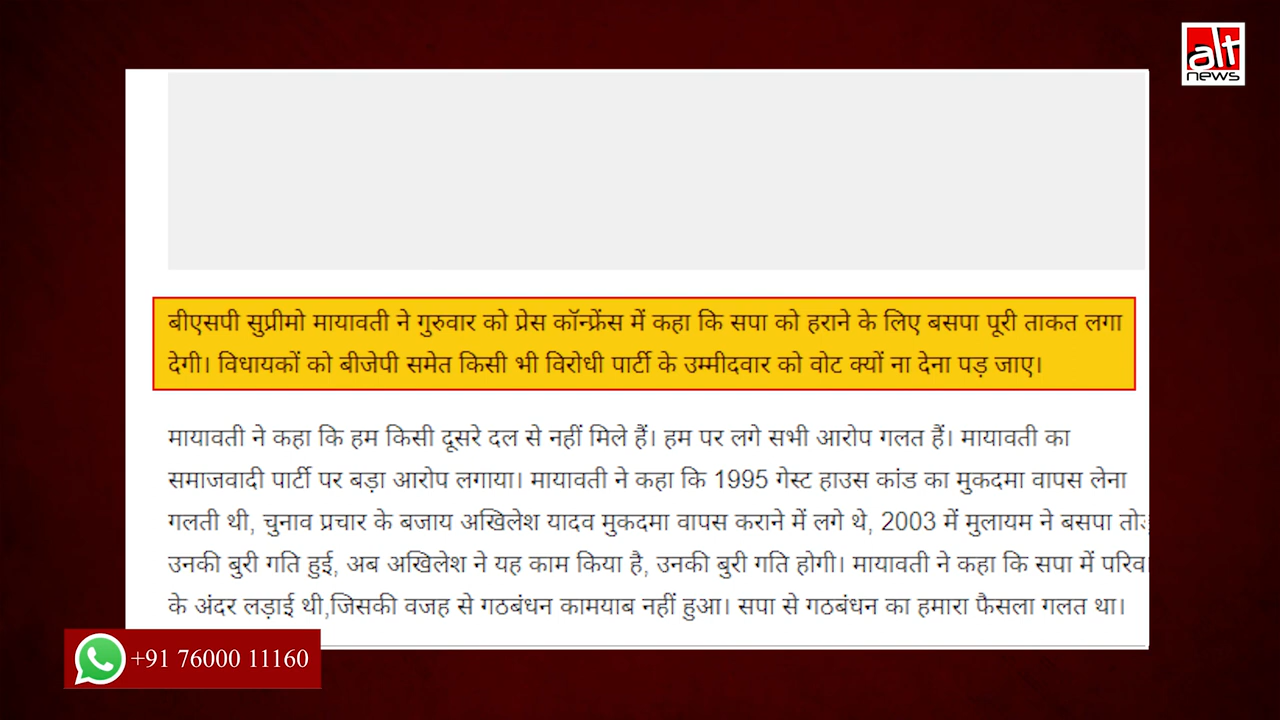 alt
news
बीएसपी सुप्रीमो मायावती ने गुरुवार को प्रेस कॉन्फ्रेंस में कहा कि सपा को हराने के लिए बसपा पूरी ताकत लगा
देगी। विधायकों को बीजेपी समेत किसी भी विरोधी पार्टी के उम्मीदवार को वोट क्यों ना देना पड़ जाए।
मायावती ने कहा कि हम किसी दूसरे दल से नहीं मिले हैं। हम पर लगे सभी आरोप गलत हैं। मायावती का
समाजवादी पार्टी पर बड़ा आरोप लगाया। मायावती ने कहा कि 1995 गेस्ट हाउस कांड का मुकदमा वापस लेना
गलती थी, चुनाव प्रचार के बजाय अखिलेश यादव मुकदमा वापस कराने में लगे थे, 2003 में मुलायम ने बसपा
उनकी बुरी गति हुई, अब अखिलेश ने यह काम किया है, उनकी बुरी गति होगी। मायावती ने कहा कि सपा में
के अंदर लड़ाई थी,जिसकी वजह से गठबंधन कामयाब नहीं हुआ। सपा से गठबंधन का हमारा फैसला गलत था।
+91 76000 11160